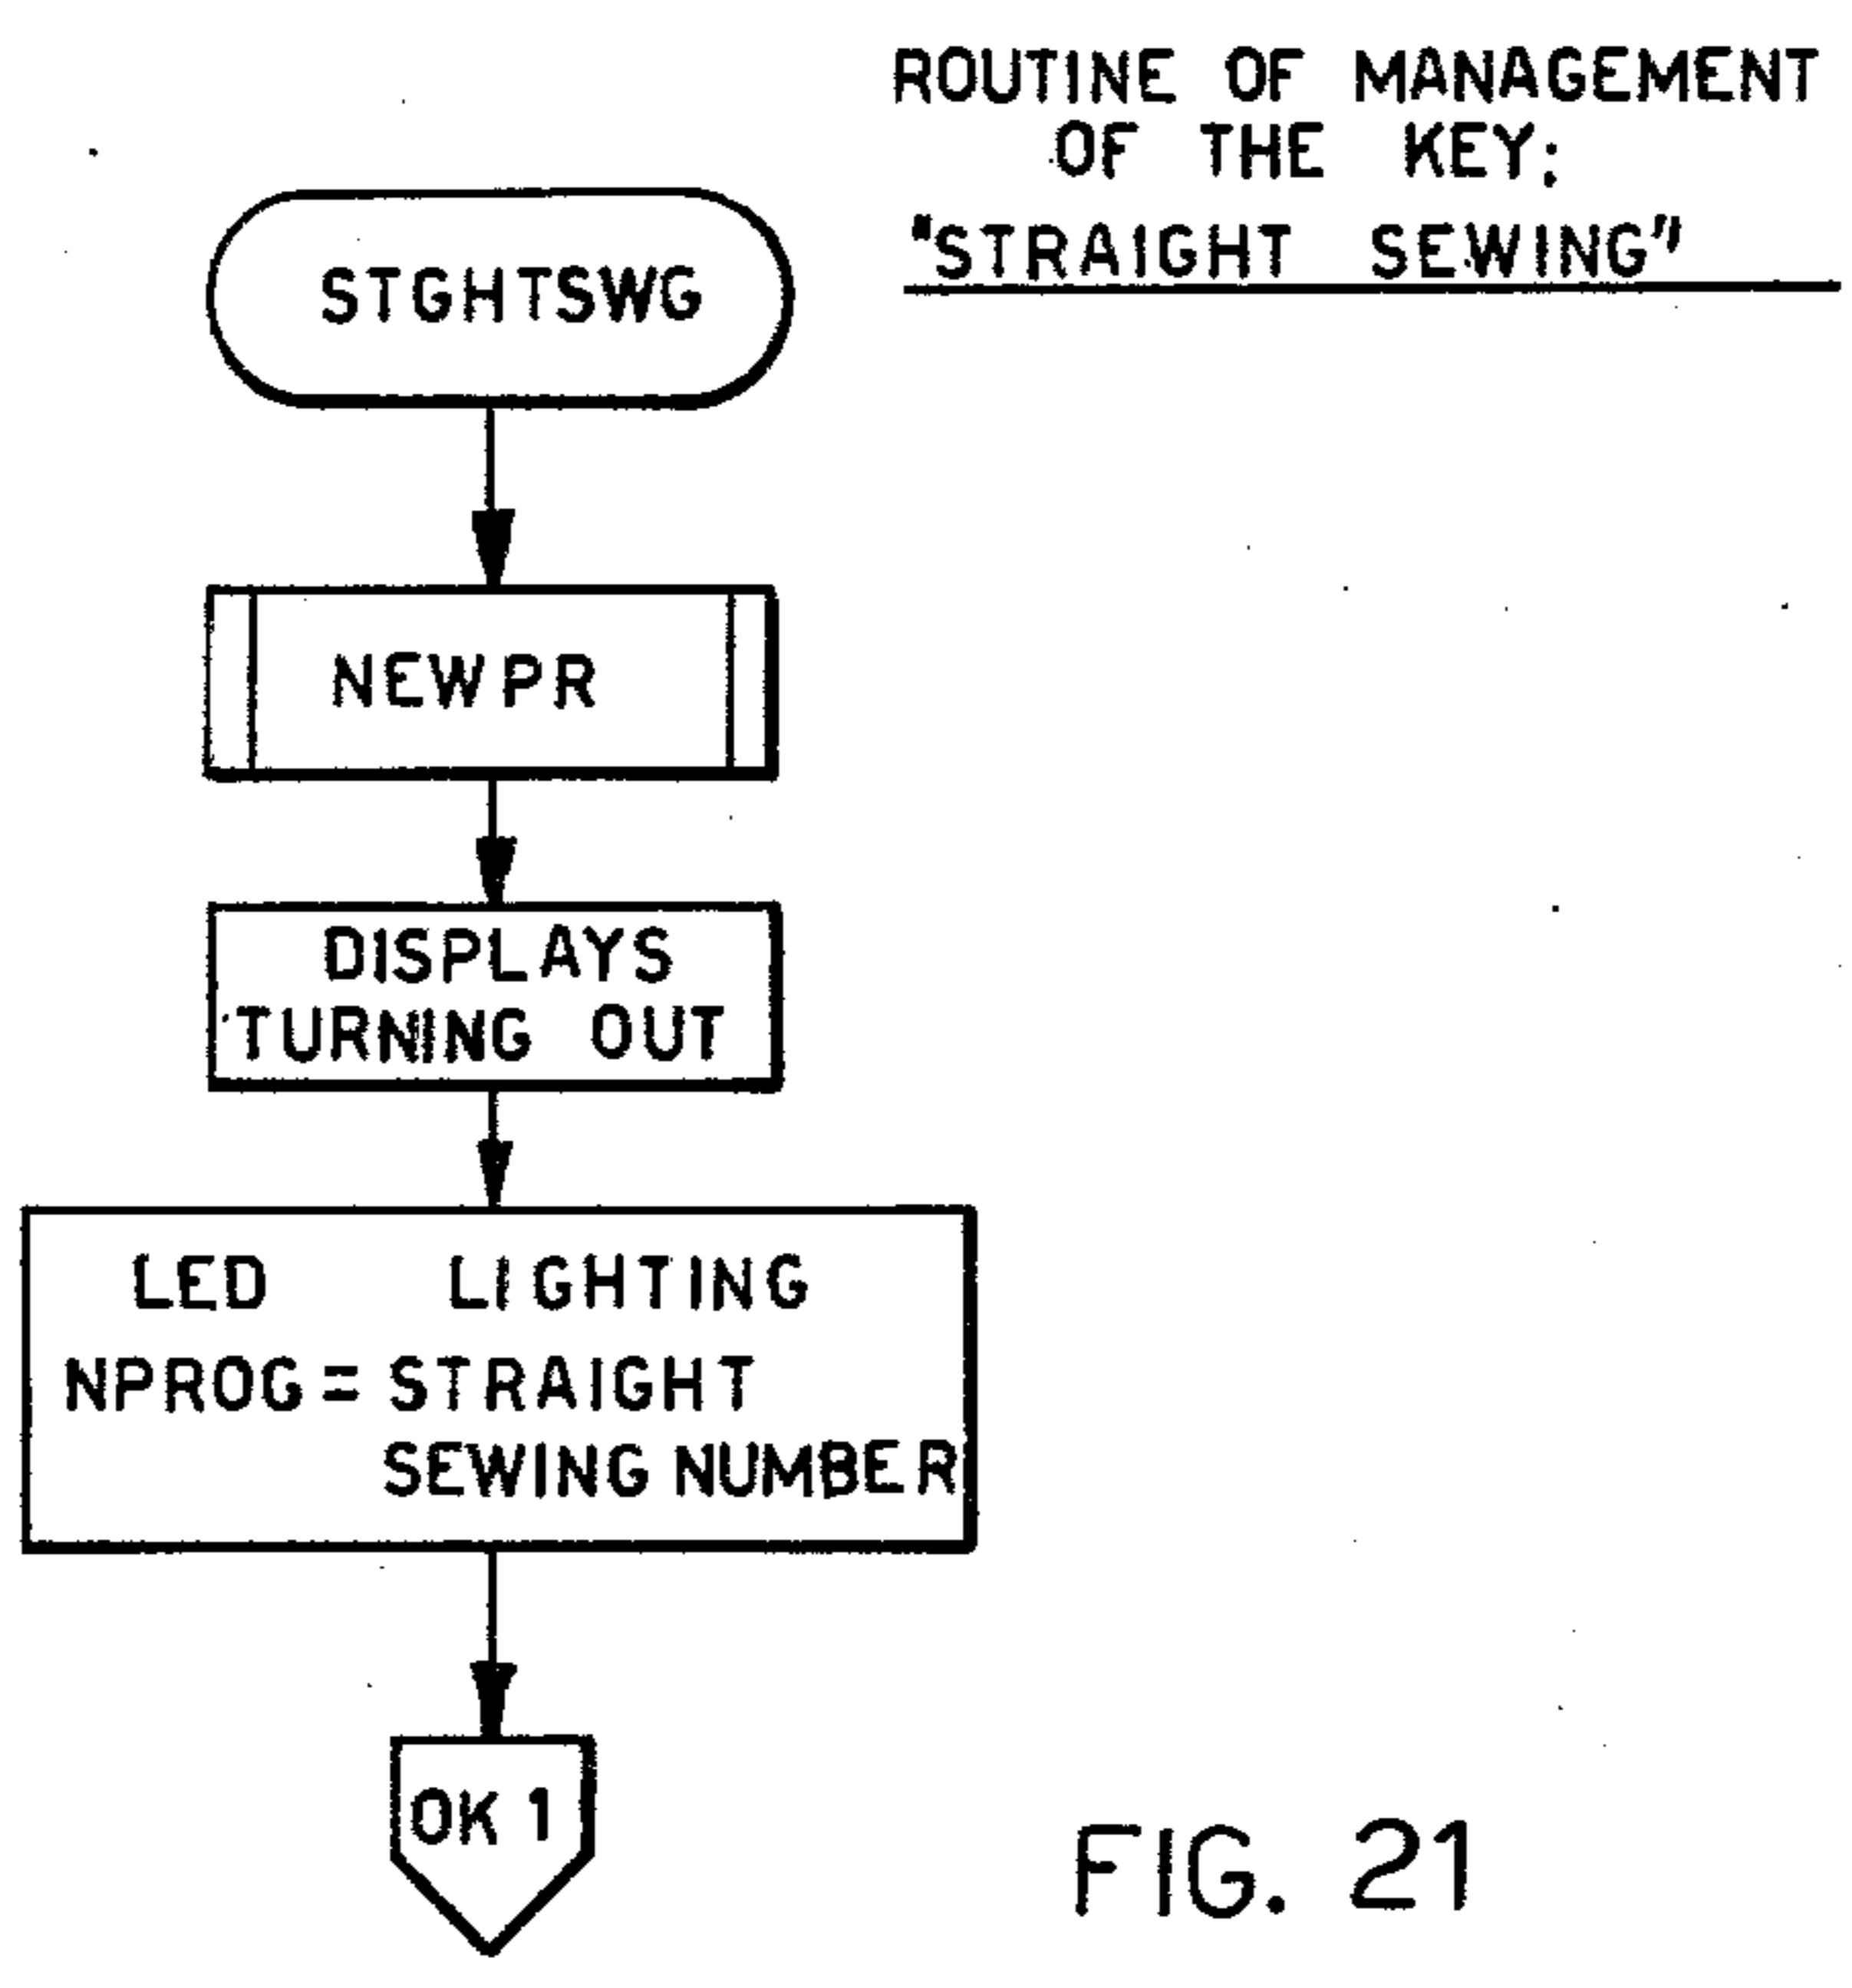 ROUTINE OF MANAGEMENT
OF THE KEY:
"STRAIGHT SEWING"
STGHTSWG
NEWPR
DISPLAYS
TURNING OUT
LED LIGHTING
NPROG = STRAIGHT
SEWING NUMBER
OK 1
FIG. 21